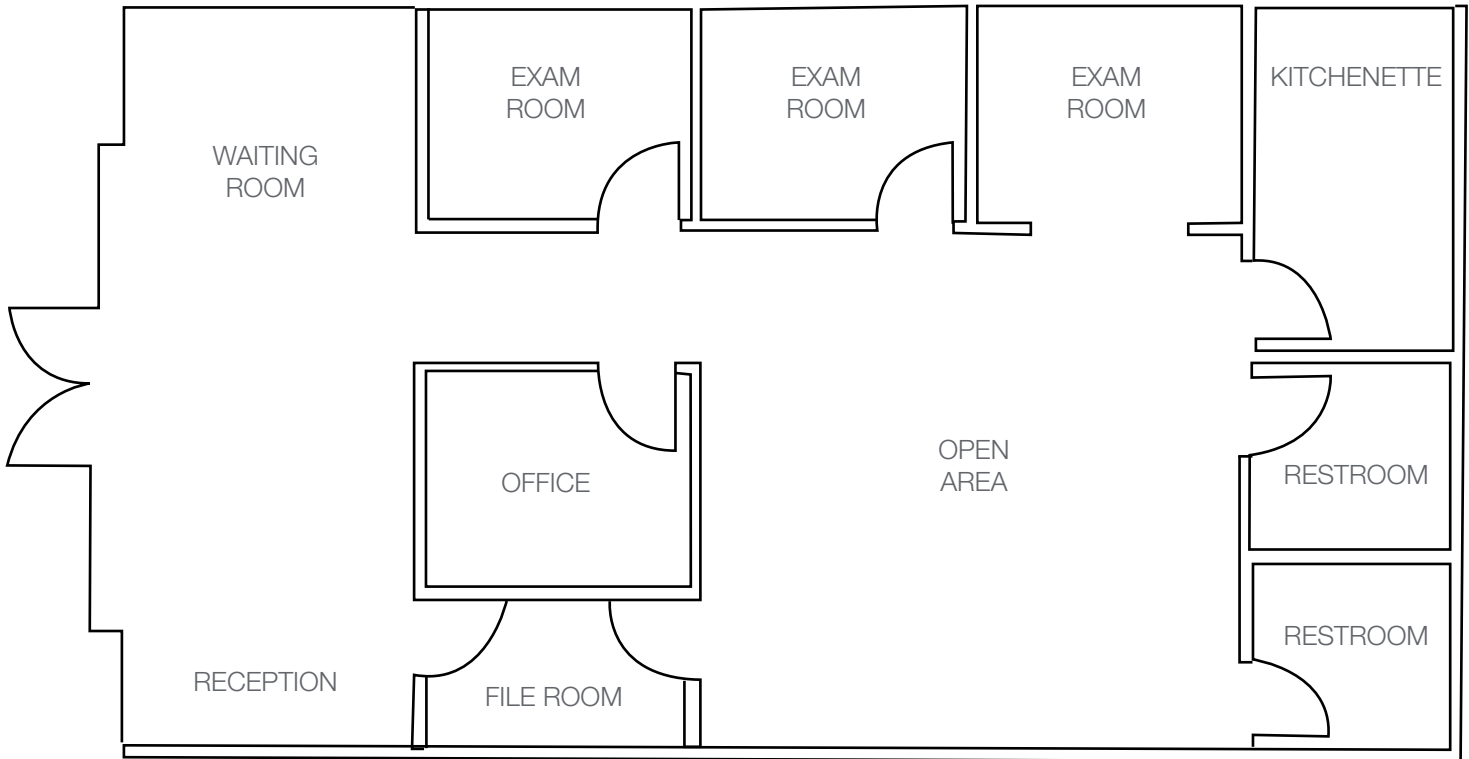 EXAM
ROOM
EXAM
ROOM
EXAM
ROOM
KITCHENETTE
WAITING
ROOM
OPEN
AREA
OFFICE
RESTROOM
RESTROOM
RECEPTION
FILE ROOM